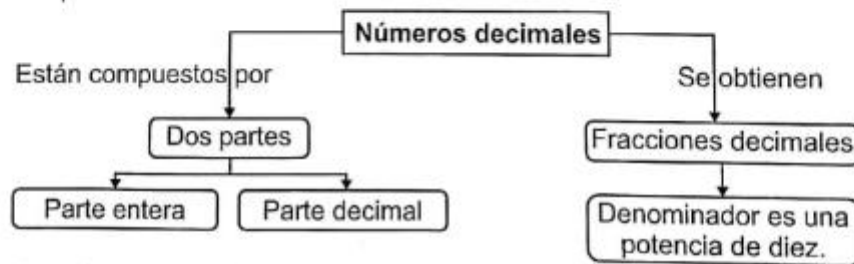 Números decimales
Están compuestos por
Se obtienen
Dos partes
Fracciones decimales
Parte entera
Parte decimal
Denominador es una
potencia de diez.